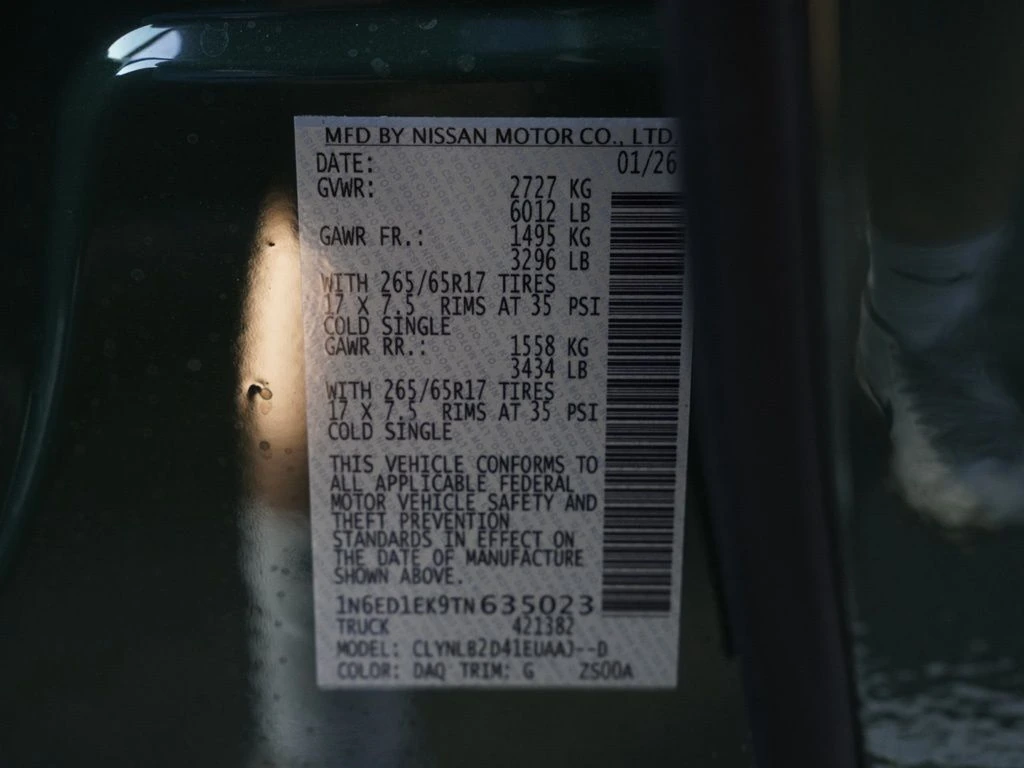 MFD BY NISSAN MOTOR CO., LTD.
DATE: 01/26
GVWR: 2727 KG
6012 LB
GAWR FR.: 1495 KG
3296 LB
WITH 265/65R17 TIRES
17 X 7.5 RIMS AT 35 PSI
COLD SINGLE
GAWR RR.: 1558 KG
3434 LB
WITH 265/65R17 TIRES
17 X 7.5 RIMS AT 35 PSI
COLD SINGLE
THIS VEHICLE CONFORMS TO
ALL APPLICABLE FEDERAL
MOTOR VEHICLE SAFETY AND
THEFT PREVENTION
STANDARDS IN EFFECT ON
THE DATE OF MANUFACTURE
SHOWN ABOVE.
1N6ED1EK9TN635023
TRUCK 421382
MODEL: CLYNLB2D41EUAAJ--D
COLOR: DAQ TRIM: G ZS00A